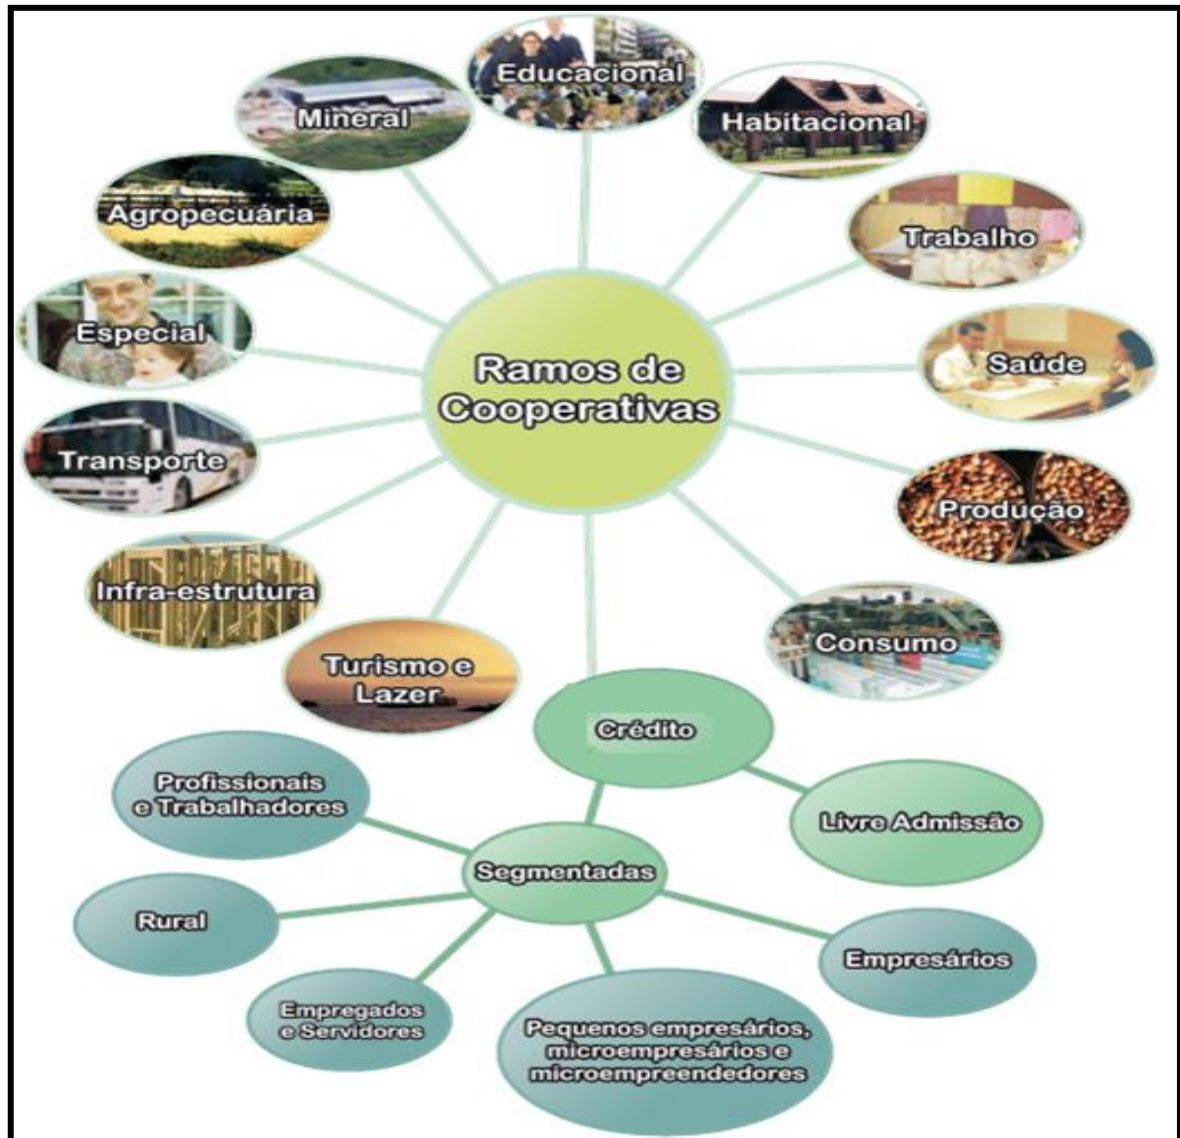 Educacional
Mineral
Habitacional
Agropecuária
Trabalho
Especial
Ramos de
Cooperativas
Saúde
Transporte
Produção
Infra-estrutura
Consumo
Turismo e
Lazer
Crédito
Profissionais
e Trabalhadores
Livre Admissão
Segmentadas
Rural
Empresários
Empregados
e Servidores
Pequenos empresários,
microempresários e
microempreendedores